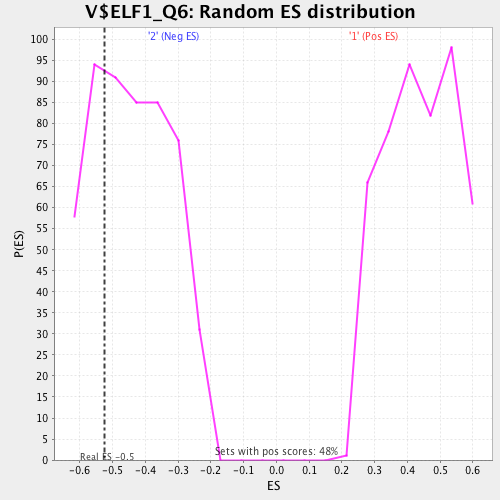 V$ELF1_Q6: Random ES distribution
'2' (Neg ES)
'1' (Pos ES)
100
95
90
85
80
75
70
65
60
55
50
45
40
35
30
25
20
15
10
5
0
P(ES)
Sets with pos scores: 48%
Real ES -0.5
-0.6 -0.5 -0.4 -0.3 -0.2 -0.1 0.0 0.1 0.2 0.3 0.4 0.5 0.6
ES